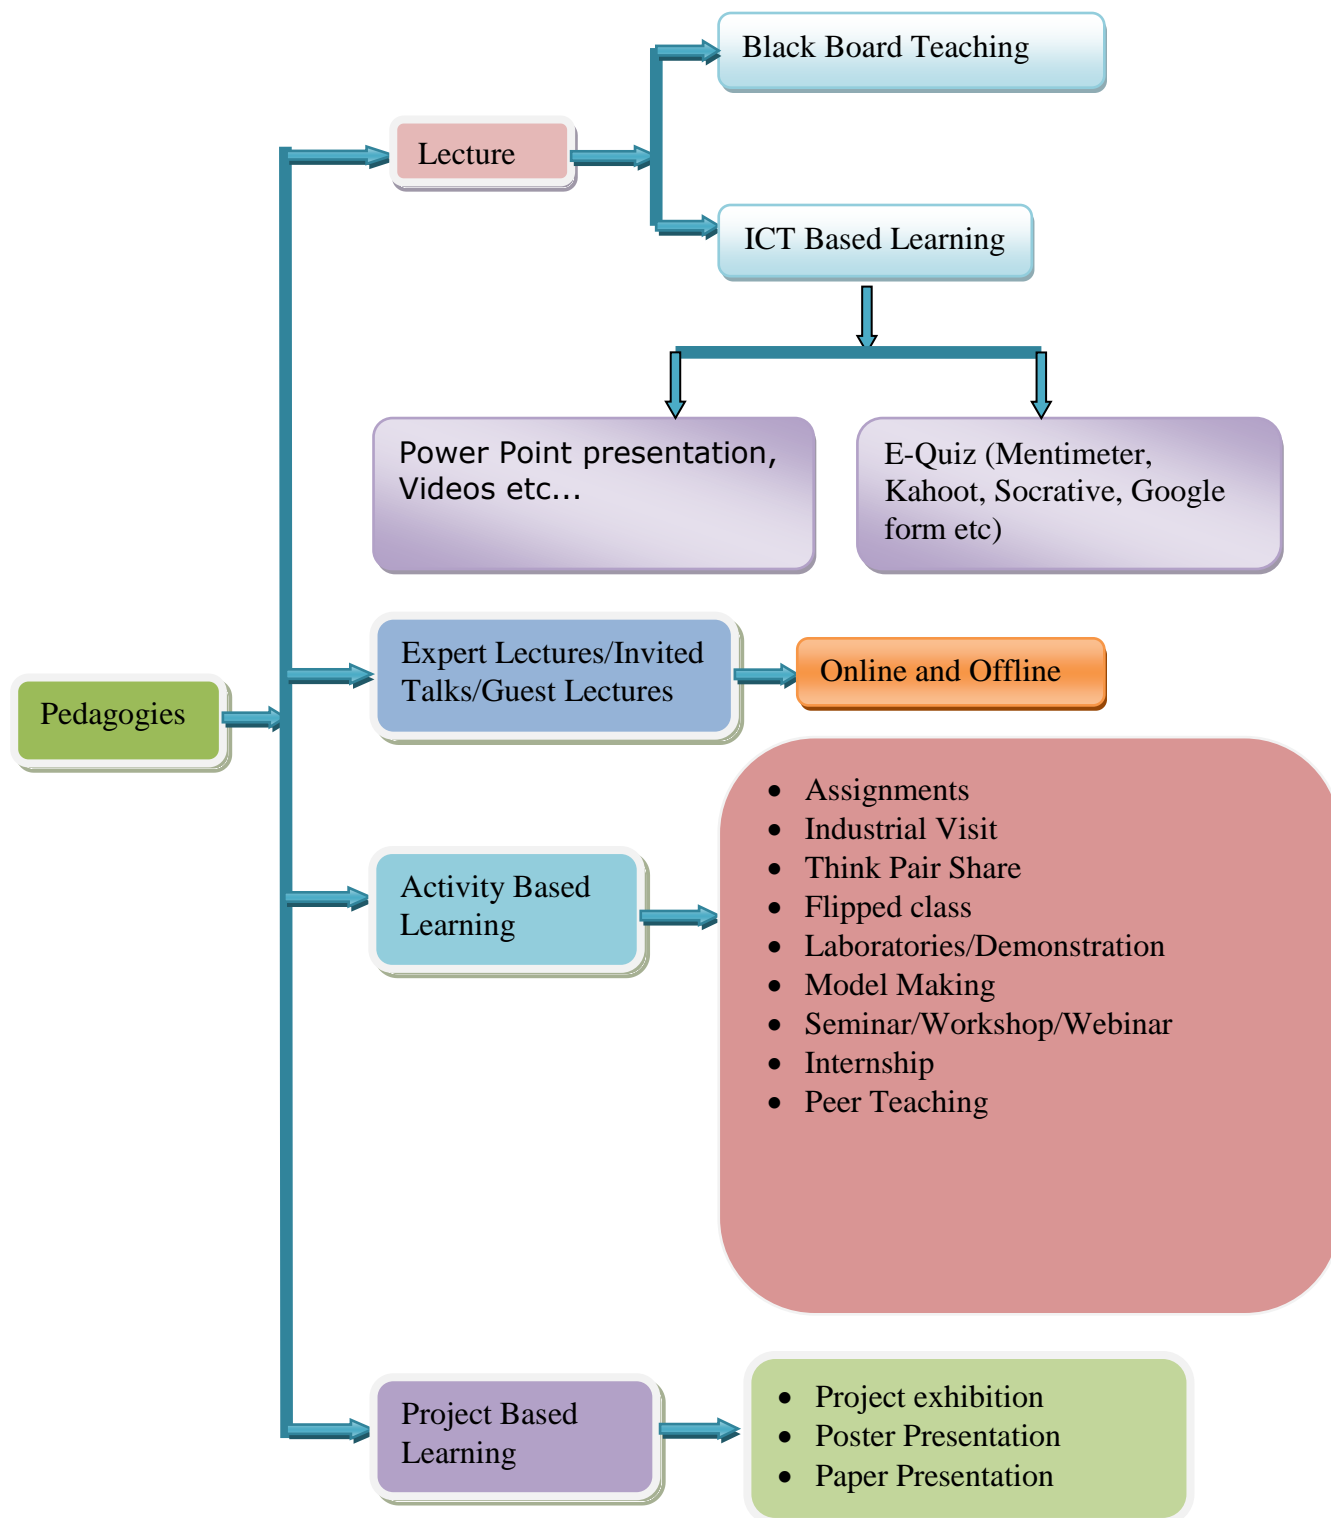 Black Board Teaching
Lecture
ICT Based Learning
Power Point presentation,
Videos etc...
E-Quiz (Mentimeter,
Kahoot, Socrative, Google
form etc)
Expert Lectures/Invited
Talks/Guest Lectures
Online and Offline
Pedagogies
• Assignments
• Industrial Visit
• Think Pair Share
• Flipped class
• Laboratories/Demonstration
• Model Making
• Seminar/Workshop/Webinar
• Internship
• Peer Teaching
Activity Based
Learning
Project Based
Learning
• Project exhibition
• Poster Presentation
• Paper Presentation